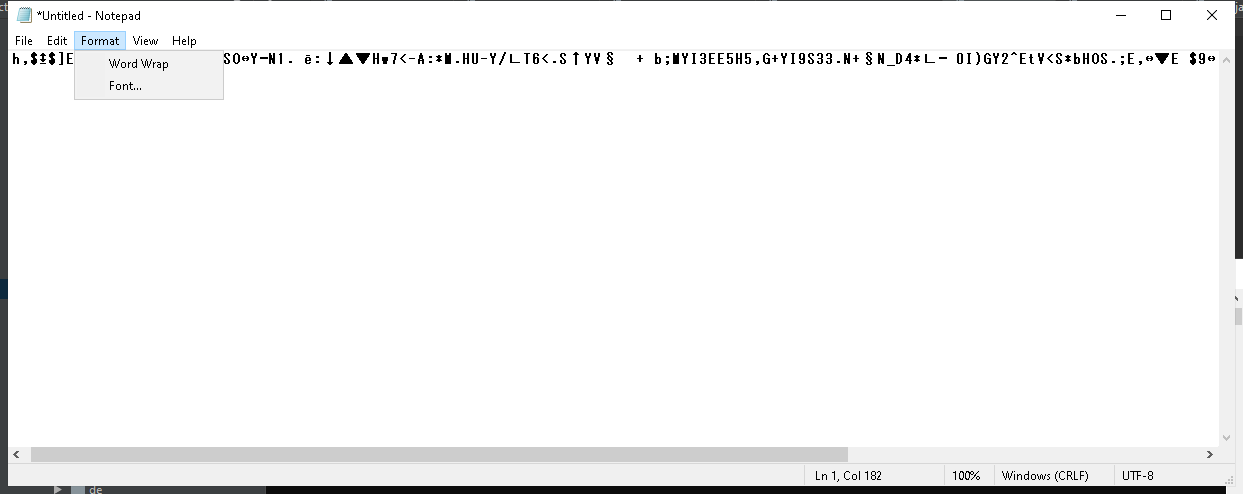 *Untitled - Notepad
File Edit Format View Help
h,$±$]E SO↔Y−N1. ē:↓▲▼H▾7<-A:*M.HU-Y/∟T6<.S↑YV§ + b;MYI3EE5H5,G+YI9S33.N+§N_D4*∟− OI)GY2^EtV<S*bHOS.;E,↔▼E $9↔
Word Wrap
Font...
Ln 1, Col 182 100% Windows (CRLF) UTF-8
de